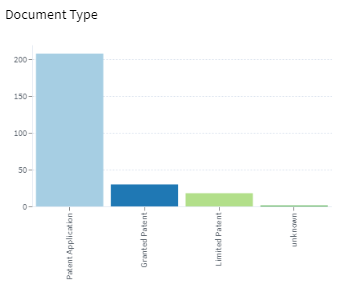 Document Type
200
150
100
50
0
Patent Application
Granted Patent
Limited Patent
unknown